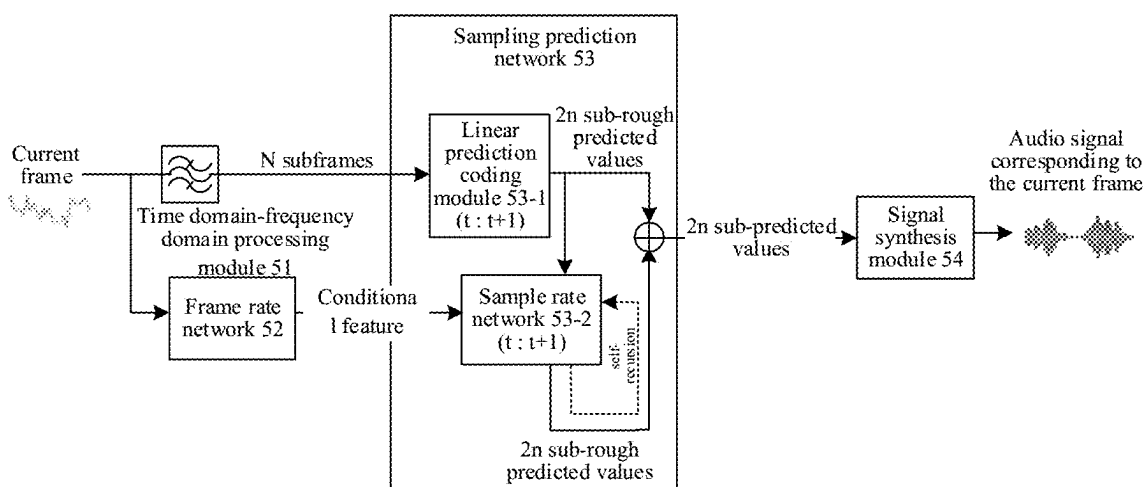 Sampling prediction
network 53
2n sub-rough
predicted
values
Linear
prediction
coding
module 53-1
(t : t+1)
Current
frame
N subframes
Time domain-frequency
domain processing
module 51
Frame rate
network 52
Conditiona
l feature
Sample rate
network 53-2
(t : t+1)
self-
recursion
2n sub-rough
predicted values
2n sub-predicted
values
Signal
synthesis
module 54
Audio signal
corresponding to
the current frame